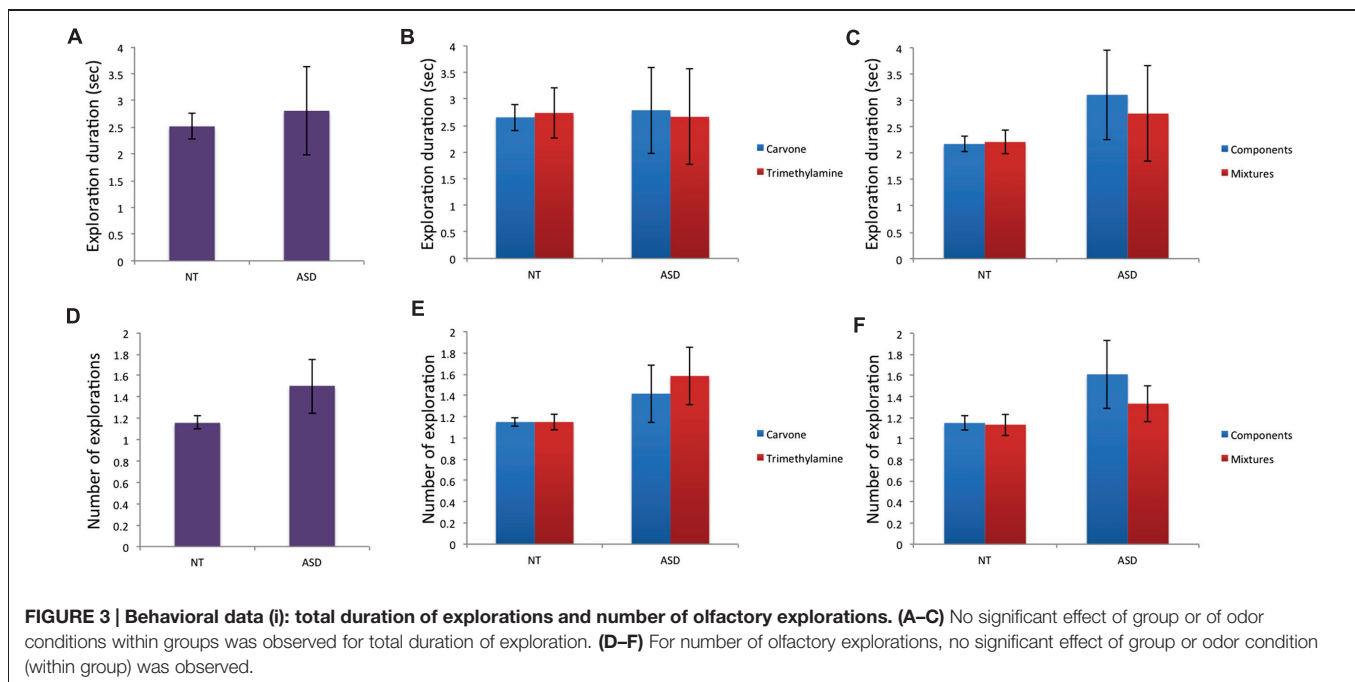 A
Exploration duration (sec)
4
3.5
3
2.5
2
1.5
1
0.5
0
NT ASD
B
Exploration duration (sec)
4
3.5
3
2.5
2
1.5
1
0.5
0
NT ASD
Carvone
Trimethylamine
C
Exploration duration (sec)
4
3.5
3
2.5
2
1.5
1
0.5
0
NT ASD
Components
Mixtures
D
Number of explorations
2
1.8
1.6
1.4
1.2
1
0.8
0.6
0.4
0.2
0
NT ASD
E
Number of exploration
2
1.8
1.6
1.4
1.2
1
0.8
0.6
0.4
0.2
0
NT ASD
Carvone
Trimethylamine
F
Number of exploration
2
1.8
1.6
1.4
1.2
1
0.8
0.6
0.4
0.2
0
NT ASD
Components
Mixtures
FIGURE 3 | Behavioral data (i): total duration of explorations and number of olfactory explorations. (A–C) No significant effect of group or of odor
conditions within groups was observed for total duration of exploration. (D–F) For number of olfactory explorations, no significant effect of group or odor condition
(within group) was observed.